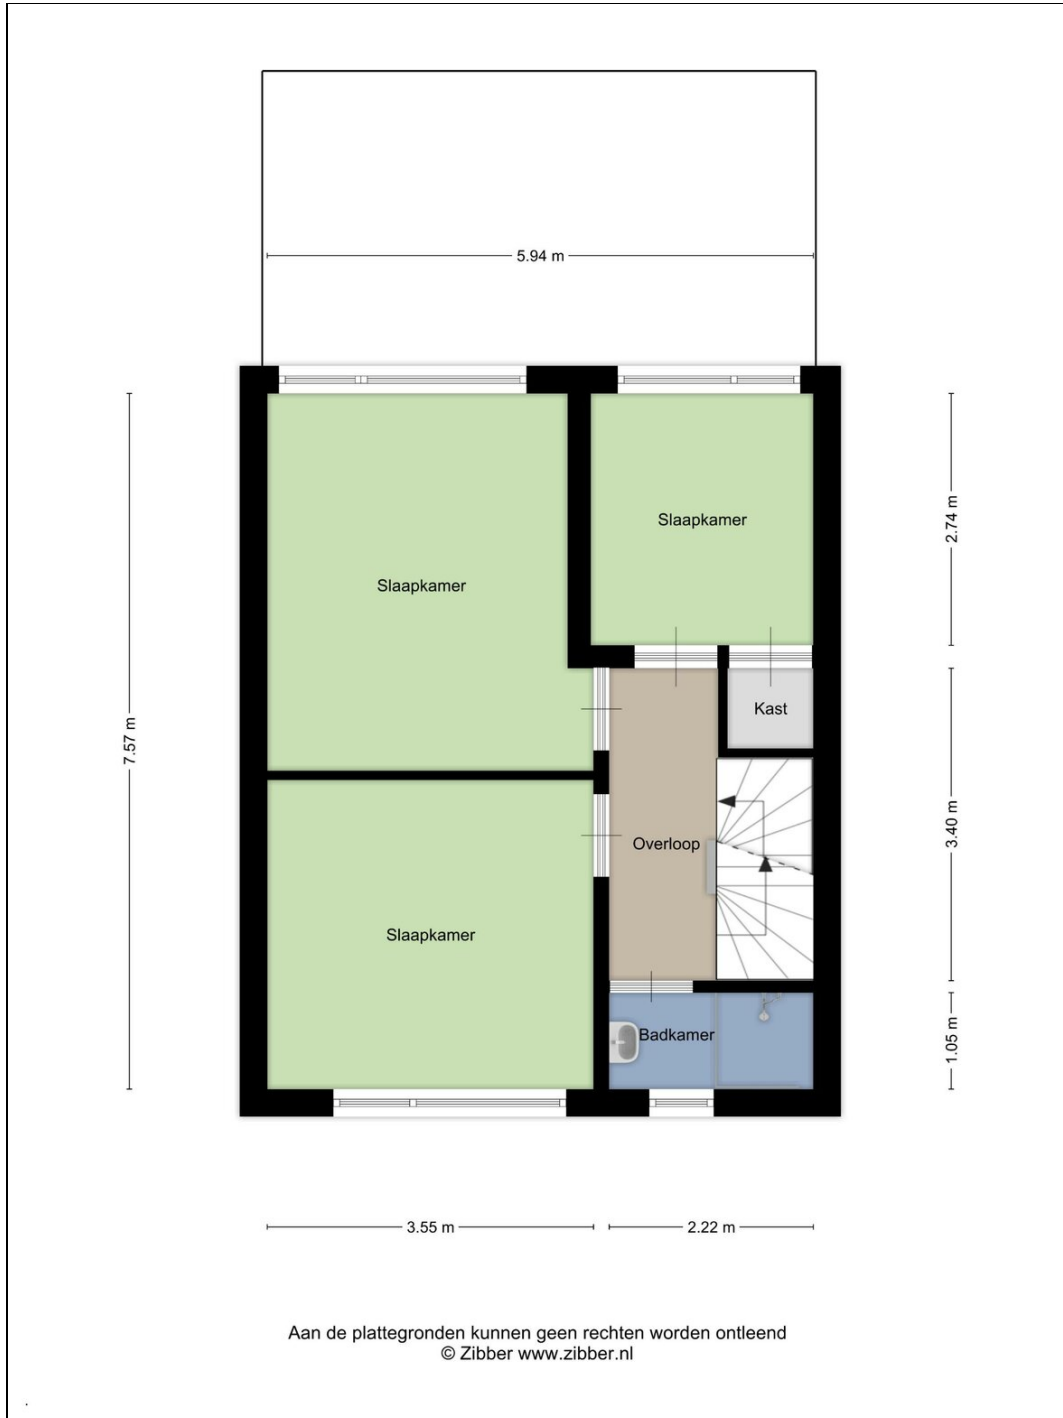 5.94 m
Slaapkamer
2.74 m
Slaapkamer
Kast
7.57 m
3.40 m
Overloop
Slaapkamer
Badkamer
1.05 m
3.55 m
2.22 m
Aan de plattegronden kunnen geen rechten worden ontleend
© Zibber www.zibber.nl